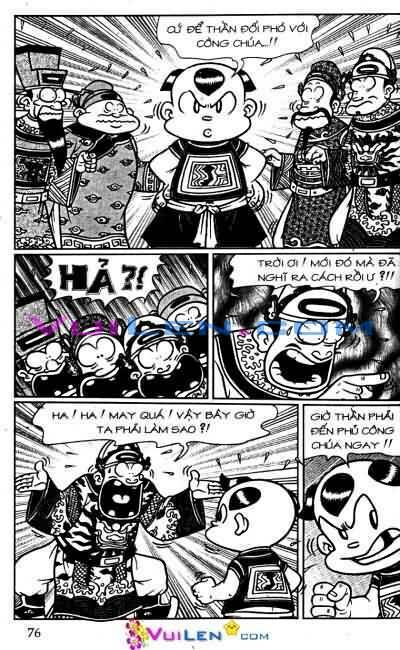 CỨ ĐỂ THẦN ĐỐI PHÓ VỚI
CÔNG CHÚA...!!
HẢ ?!
TRỜI ƠI ! MỚI ĐÓ MÀ ĐÃ
NGHĨ RA CÁCH RỒI Ư ?!!
VUILEN.COM
HA ! HA ! MAY QUÁ ! VẬY BÂY GIỜ
TA PHẢI LÀM SAO ?!
GIỜ THẦN PHẢI
ĐẾN PHỦ CÔNG
CHÚA NGAY !!
76
VUILEN.COM